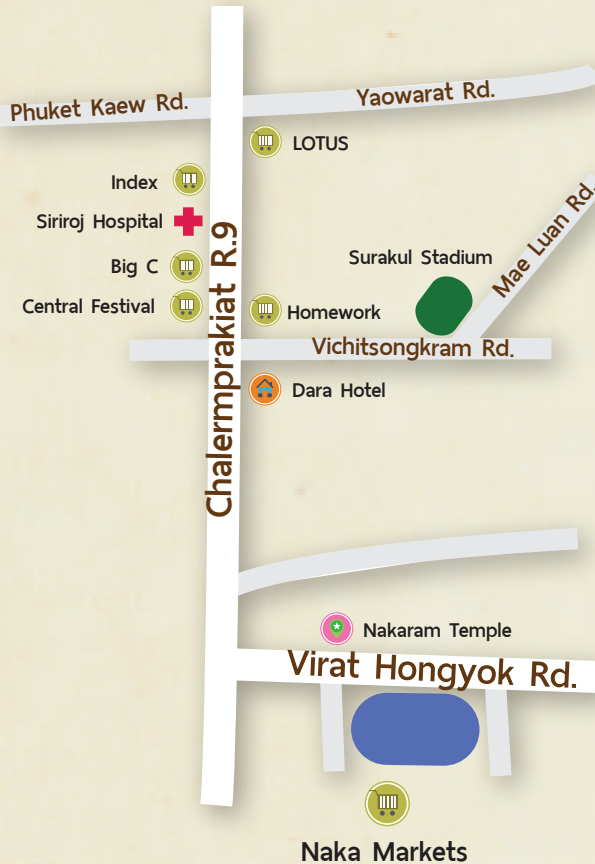 Phuket Kaew Rd.
Yaowarat Rd.
LOTUS
Index
Siriroj Hospital
Mae Luan Rd.
Big C
Surakul Stadium
Central Festival
Homework
Chalermprakiat R.9
Vichitsongkram Rd.
Dara Hotel
Nakaram Temple
Virat Hongyok Rd.
Naka Markets